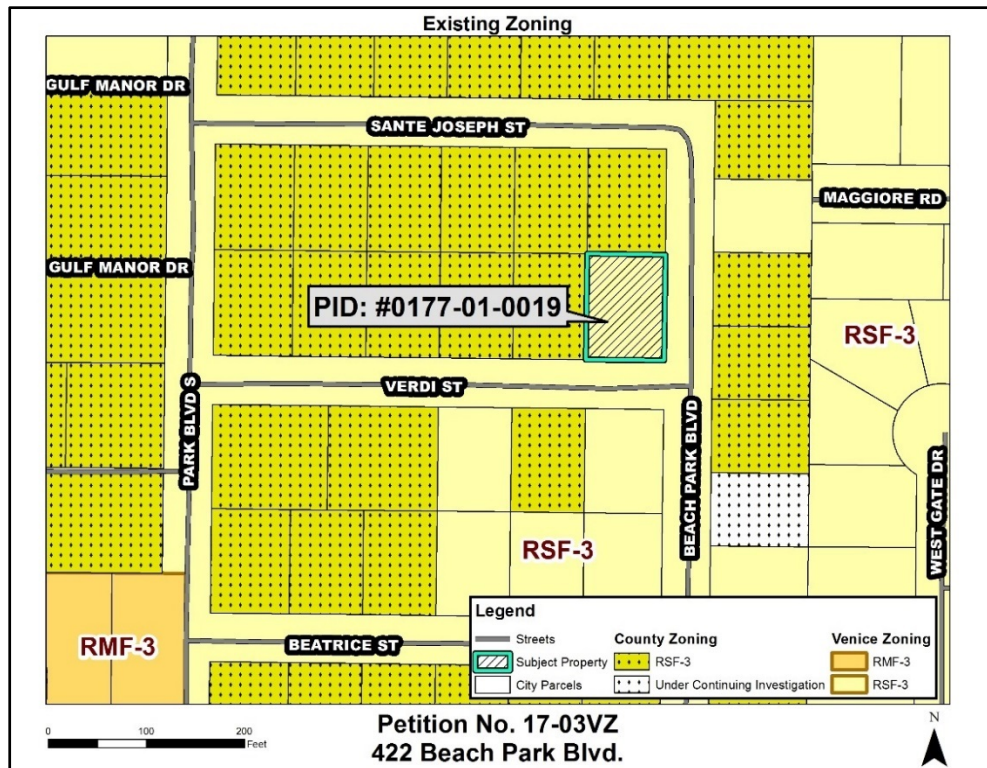 Existing Zoning
GULF MANOR DR
SANTE JOSEPH ST
MAGGIORE RD
GULF MANOR DR
PID: #0177-01-0019
RSF-3
VERDI ST
PARK BLVD S
BEACH PARK BLVD
WEST GATE DR
RSF-3
RMF-3
BEATRICE ST
Legend
Streets
Subject Property
City Parcels
County Zoning
RSF-3
Under Continuing Investigation
Venice Zoning
RMF-3
RSF-3
0 50 100 200
Feet
Petition No. 17-03VZ
422 Beach Park Blvd.
N